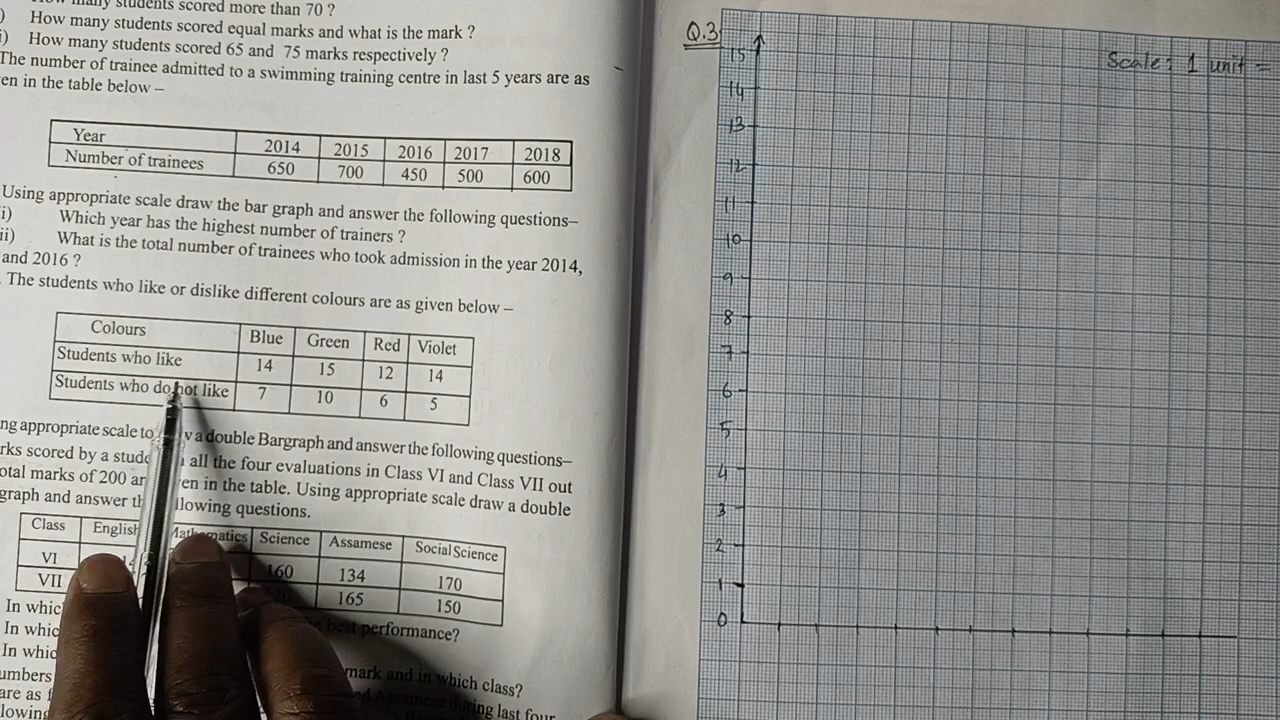 many students scored more than 70 ?
) How many students scored equal marks and what is the mark ?
i) How many students scored 65 and 75 marks respectively ?
The number of trainee admitted to a swimming training centre in last 5 years are as
en in the table below –
Year 2014 2015 2016 2017 2018
Number of trainees 650 700 450 500 600
Using appropriate scale draw the bar graph and answer the following questions–
i) Which year has the highest number of trainers ?
ii) What is the total number of trainees who took admission in the year 2014,
and 2016 ?
. The students who like or dislike different colours are as given below –
Colours Blue Green Red Violet
Students who like 14 15 12 14
Students who do not like 7 10 6 5
ng appropriate scale to a double Bargraph and answer the following questions–
rks scored by a all the four evaluations in Class VI and Class VII out
otal marks of 200 en in the table. Using appropriate scale draw a double
graph and answer llowing questions.
Class English Mathematics Science Assamese Social Science
VI 160 134 170
VII 165 150
In whic
In whic best performance?
In whic
mark and in which class?
umbers Assamese during last four
are as
lowing
Q.3
Scale: 1 unit =
15
14
13
12
11
10
9
8
7
6
5
4
3
2
1
0